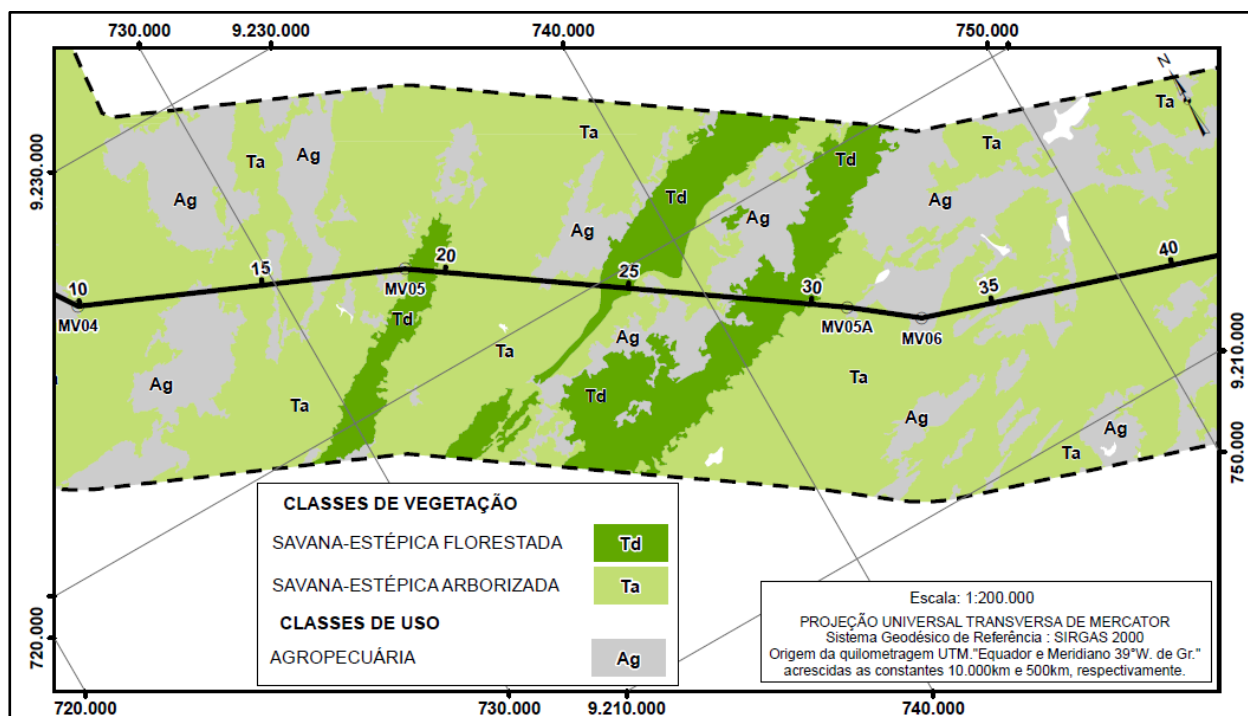 730.000
9.230.000
740.000
750.000
N
9.230.000
720.000
Ta
Ta
Ta
Ta
Ag
Ag
Td
Td
Ag
Ag
Ag
Ta
Ag
10
15
20
25
30
35
40
MV04
MV05
MV05A
MV06
Td
Ta
Ag
Ag
Ta
Ta
Td
Ag
Ag
Ta
9.210.000
750.000
CLASSES DE VEGETAÇÃO
SAVANA-ESTÉPICA FLORESTADA Td
SAVANA-ESTÉPICA ARBORIZADA Ta
CLASSES DE USO
AGROPECUÁRIA Ag
Escala: 1:200.000
PROJEÇÃO UNIVERSAL TRANSVERSA DE MERCATOR
Sistema Geodésico de Referência : SIRGAS 2000
Origem da quilometragem UTM."Equador e Meridiano 39°W. de Gr."
acrescidas as constantes 10.000km e 500km, respectivamente.
720.000
730.000
9.210.000
740.000